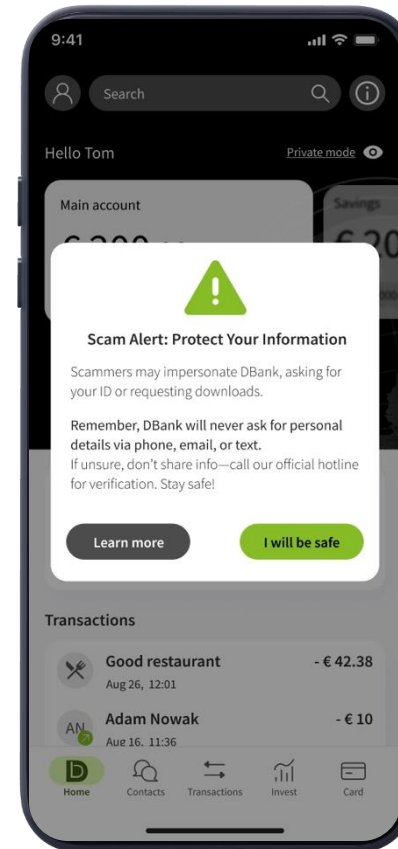 9:41
Search
Hello Tom
Private mode
Main account
Savings
€ 20
Scam Alert: Protect Your Information
Scammers may impersonate DBank, asking for
your ID or requesting downloads.
Remember, DBank will never ask for personal
details via phone, email, or text.
If unsure, don’t share info—call our official hotline
for verification. Stay safe!
Learn more
I will be safe
Transactions
Good restaurant
- € 42.38
Aug 26, 12:01
AN
Adam Nowak
- € 10
Aug 16, 11:36
Home
Contacts
Transactions
Invest
Card